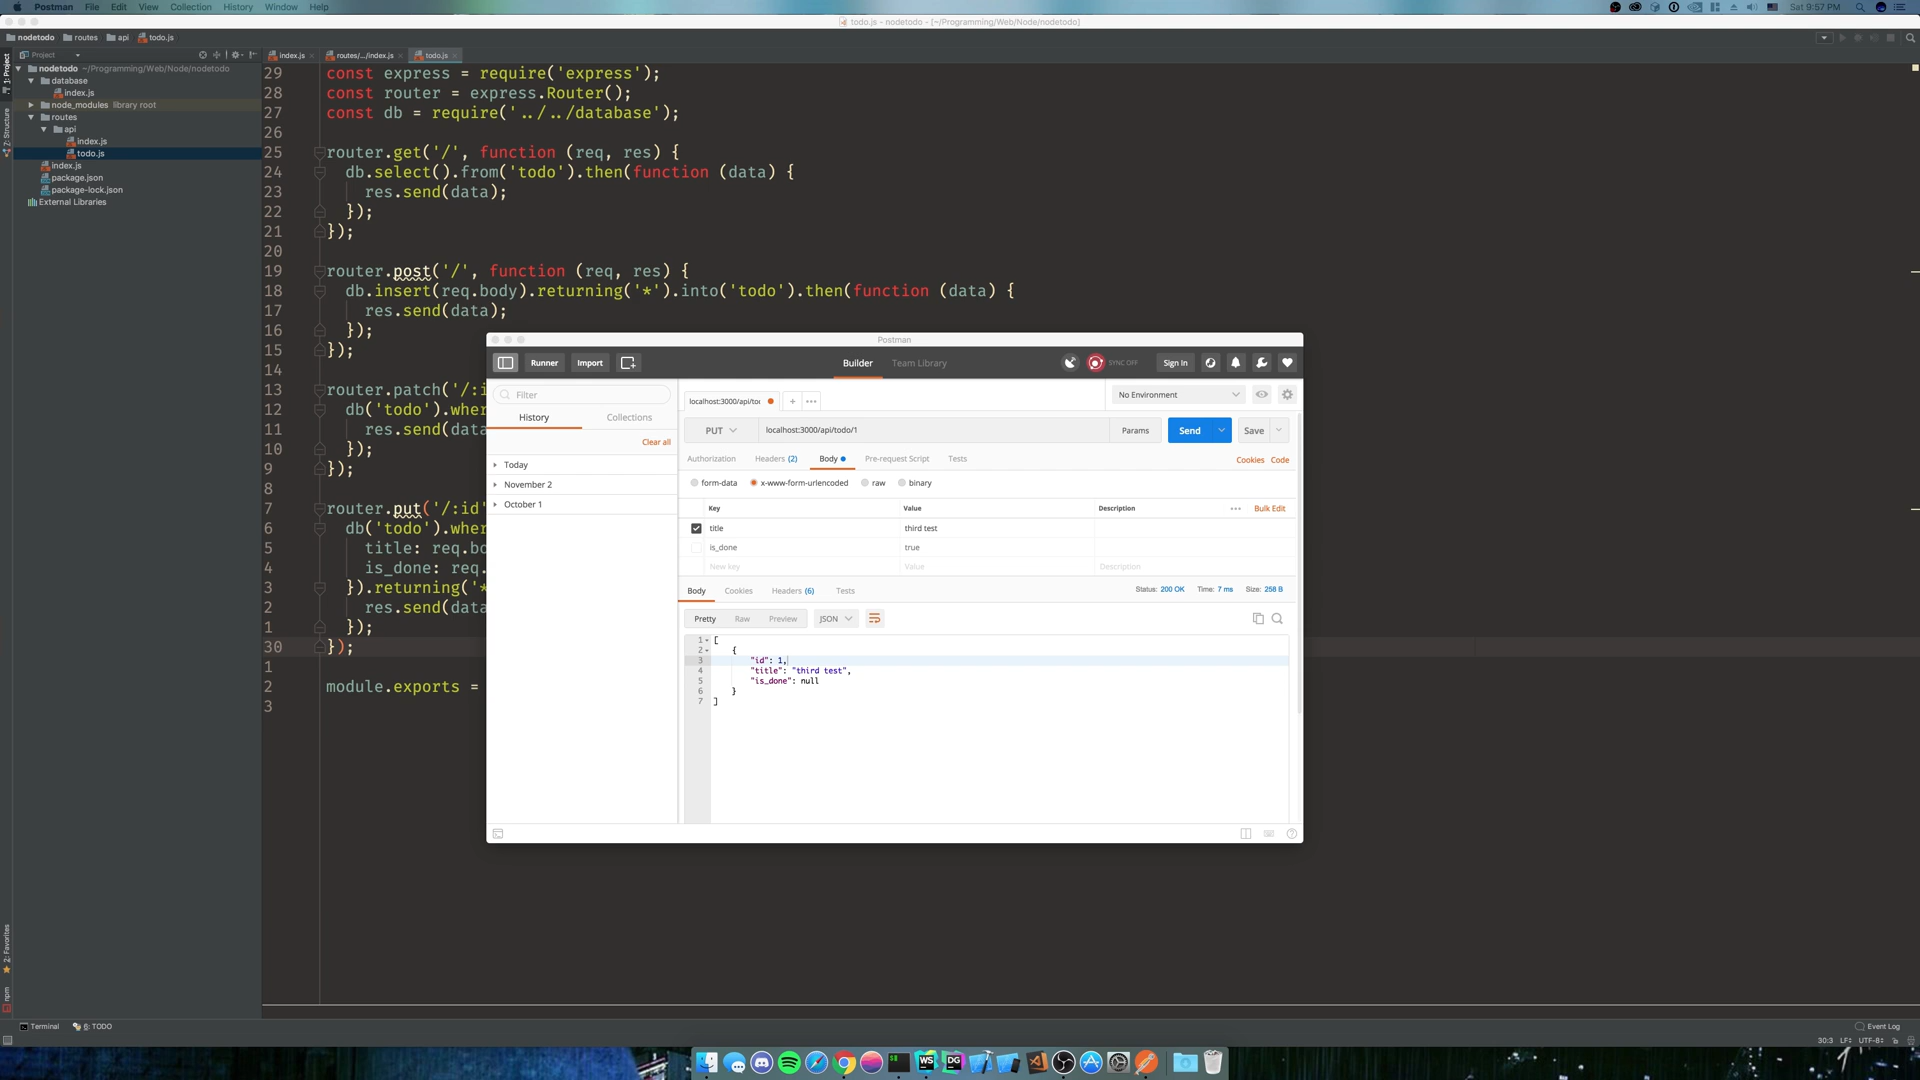 Postman File Edit View Collection History Window Help
Sat 9:57 PM
todo.js - nodetodo - [~/Programming/Web/Node/nodetodo]
nodetodo routes api todo.js
Project
index.js routes/.../index.js todo.js
nodetodo ~/Programming/Web/Node/nodetodo
database
index.js
node_modules library root
routes
api
index.js
todo.js
index.js
package.json
package-lock.json
External Libraries
1: Project
Z: Structure
2: Favorites
npm
29 const express = require('express');
28 const router = express.Router();
27 const db = require('../../database');
26
25 router.get('/', function (req, res) {
24 db.select().from('todo').then(function (data) {
23 res.send(data);
22 });
21 });
20
19 router.post('/', function (req, res) {
18 db.insert(req.body).returning('*').into('todo').then(function (data) {
17 res.send(data);
16 });
15 });
14
13 router.patch('/:i
12 db('todo').wher
11 res.send(data
10 });
9 });
8
7 router.put('/:id'
6 db('todo').wher
5 title: req.bo
4 is_done: req.
3 }).returning('*
2 res.send(data
1 });
30 });
1
2 module.exports =
3
Postman
Runner Import Builder Team Library SYNC OFF Sign In
Filter
History Collections
Clear all
Today
November 2
October 1
localhost:3000/api/to + ••• No Environment
PUT localhost:3000/api/todo/1 Params Send Save
Authorization Headers (2) Body Pre-request Script Tests Cookies Code
form-data x-www-form-urlencoded raw binary
Key Value Description ••• Bulk Edit
title third test
is_done true
New key Value Description
Body Cookies Headers (6) Tests Status: 200 OK Time: 7 ms Size: 258 B
Pretty Raw Preview JSON
1 [
2 {
3 "id": 1,
4 "title": "third test",
5 "is_done": null
6 }
7 ]
Terminal 6: TODO Event Log
30:3 LF÷ UTF-8÷
WS DG